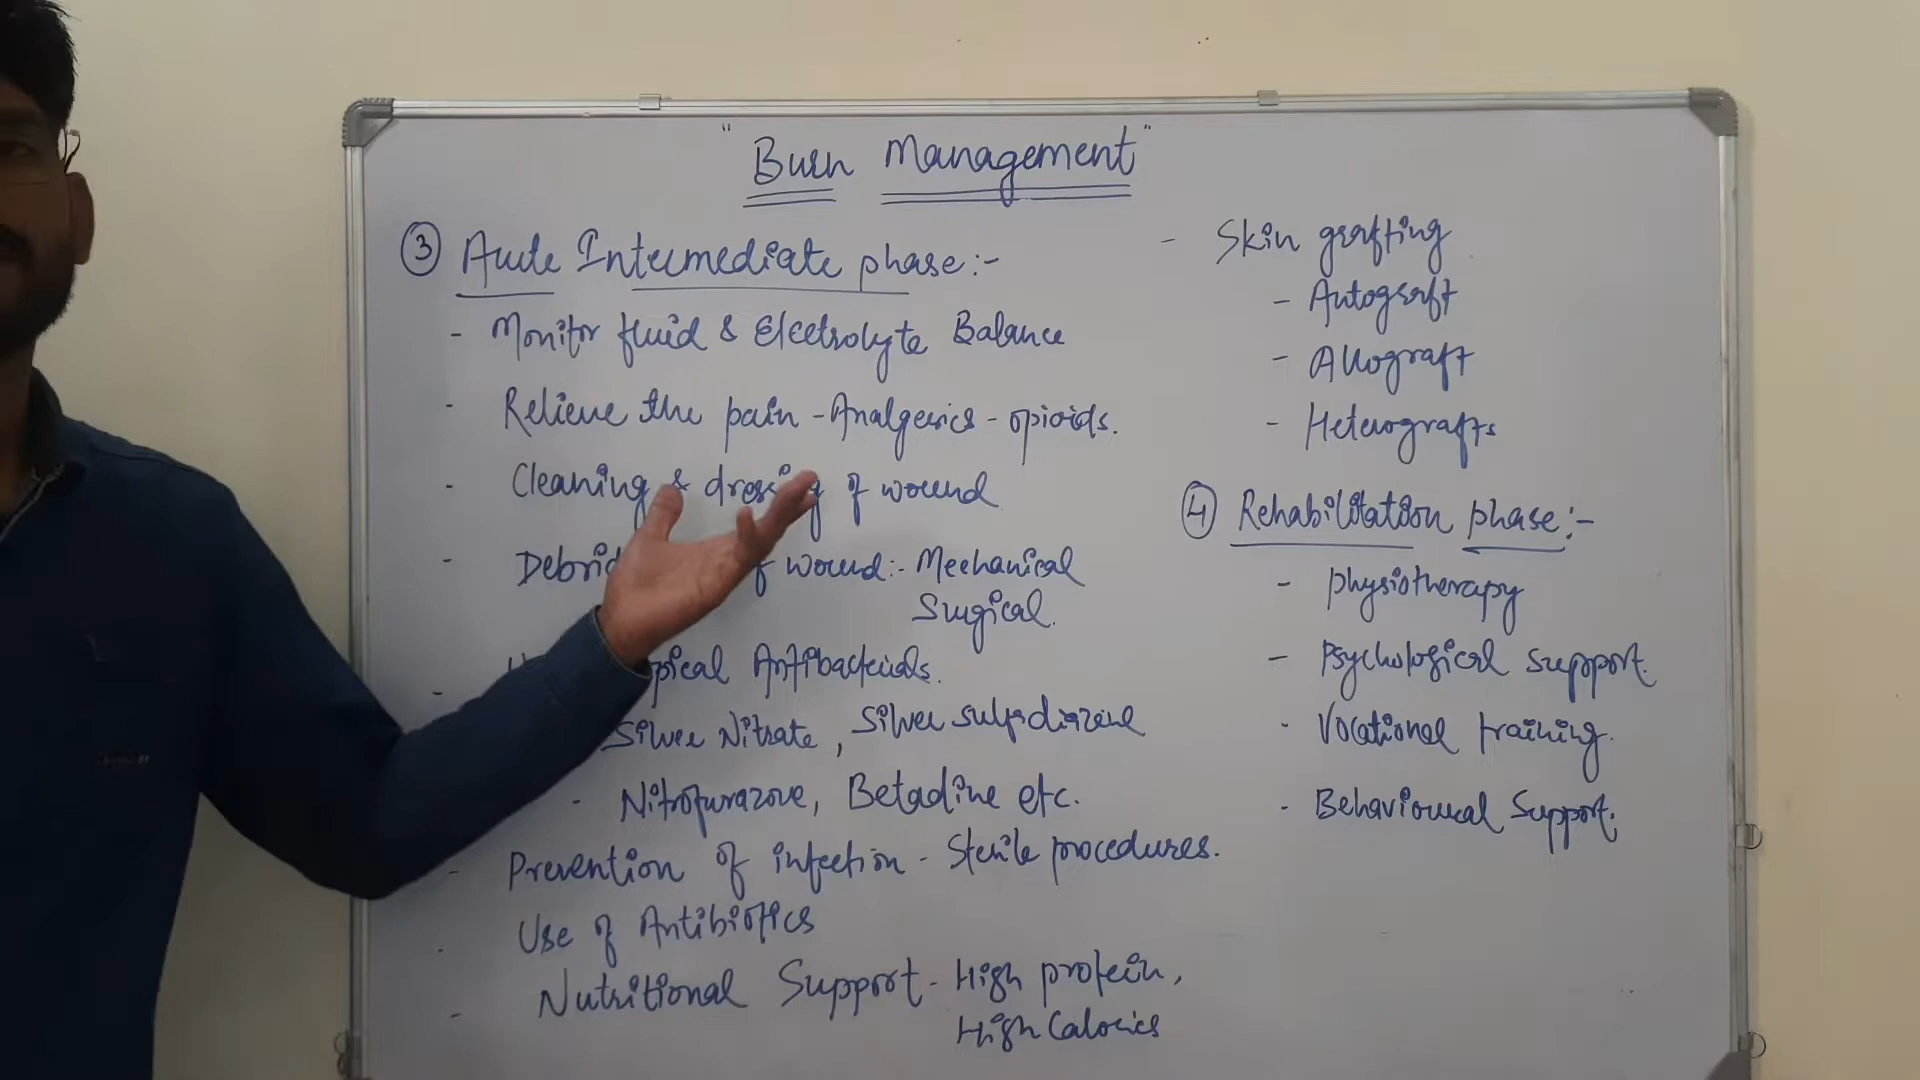 "Burn Management"
③ Acute Intermediate phase:-
- Monitor fluid & Electrolyte Balance
- Relieve the pain - Analgesics - opioids.
- Cleaning & dressing of wound
- Debrid of wound:- Mechanical
Surgical.
- Antibacterials.
Silver Nitrate, Silver sulfadiazine
- Nitrofurazone, Betadine etc.
- Prevention of infection - Sterile procedures.
- Use of Antibiotics
- Nutritional Support - High protein,
High Calories
- Skin grafting
- Autograft
- Allograft
- Heterografts
④ Rehabilitation phase:-
- physiotherapy
- Psychological support.
- Vocational training.
- Behavioural Support.